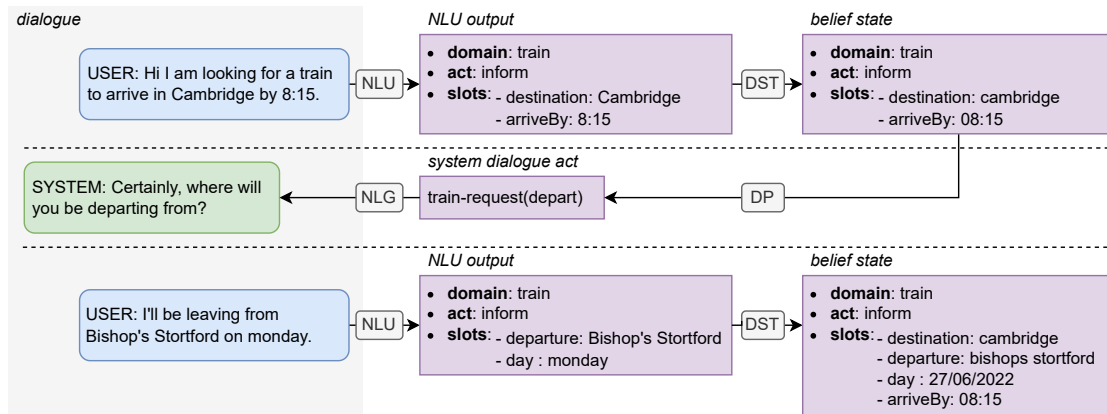 dialogue
NLU output
belief state
USER: Hi I am looking for a train
to arrive in Cambridge by 8:15.
NLU
• domain: train
• act: inform
• slots: - destination: Cambridge
- arriveBy: 8:15
DST
• domain: train
• act: inform
• slots: - destination: cambridge
- arriveBy: 08:15
system dialogue act
SYSTEM: Certainly, where will
you be departing from?
NLG
train-request(depart)
DP
NLU output
belief state
USER: I'll be leaving from
Bishop's Stortford on monday.
NLU
• domain: train
• act: inform
• slots: - departure: Bishop's Stortford
- day : monday
DST
• domain: train
• act: inform
• slots: - destination: cambridge
- departure: bishops stortford
- day : 27/06/2022
- arriveBy: 08:15